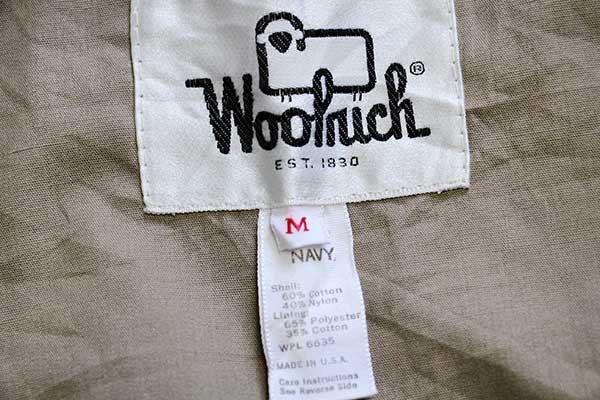 Woolrich®
EST. 1830
M
NAVY
Shell:
60% Cotton
40% Nylon
Lining:
65% Polyester
35% Cotton
WPL 6635
MADE IN U.S.A.
Care Instructions
See Reverse Side